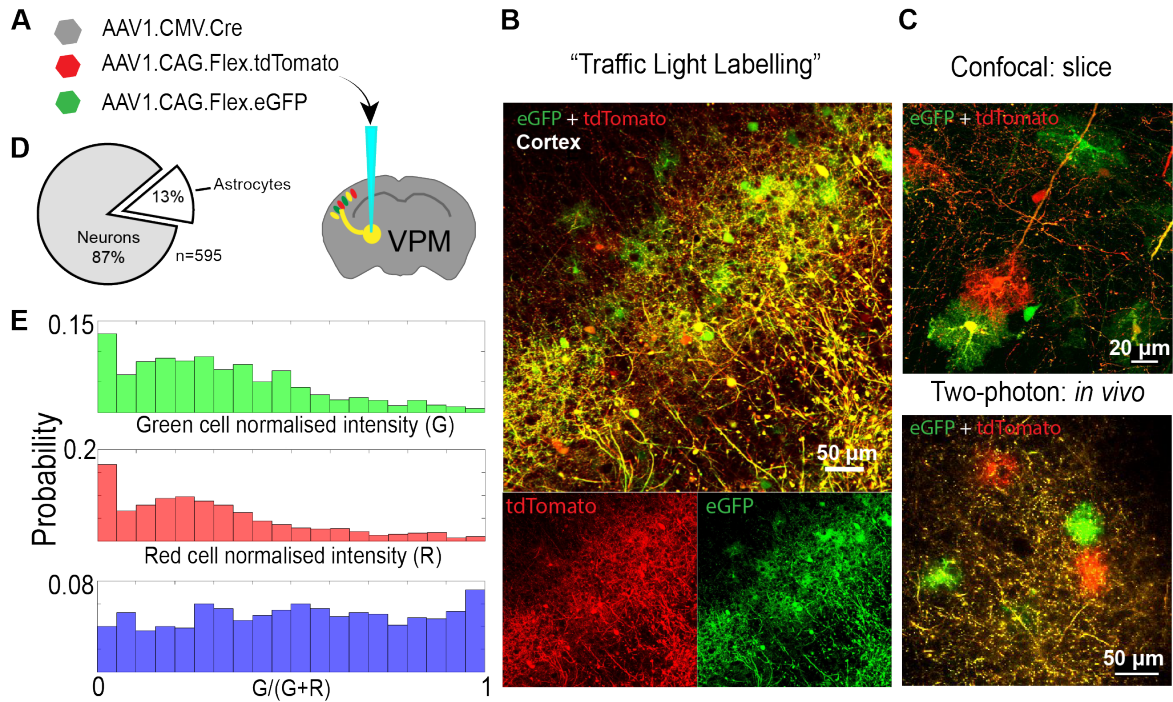 A
AAV1.CMV.Cre
AAV1.CAG.Flex.tdTomato
AAV1.CAG.Flex.eGFP
VPM
B
“Traffic Light Labelling”
eGFP + tdTomato
Cortex
50 µm
tdTomato
eGFP
C
Confocal: slice
eGFP + tdTomato
20 µm
Two-photon: in vivo
eGFP + tdTomato
50 µm
D
13%
Astrocytes
Neurons
87%
n=595
E
Probability
0.15
Green cell normalised intensity (G)
0.2
Red cell normalised intensity (R)
0.08
0
G/(G+R)
1